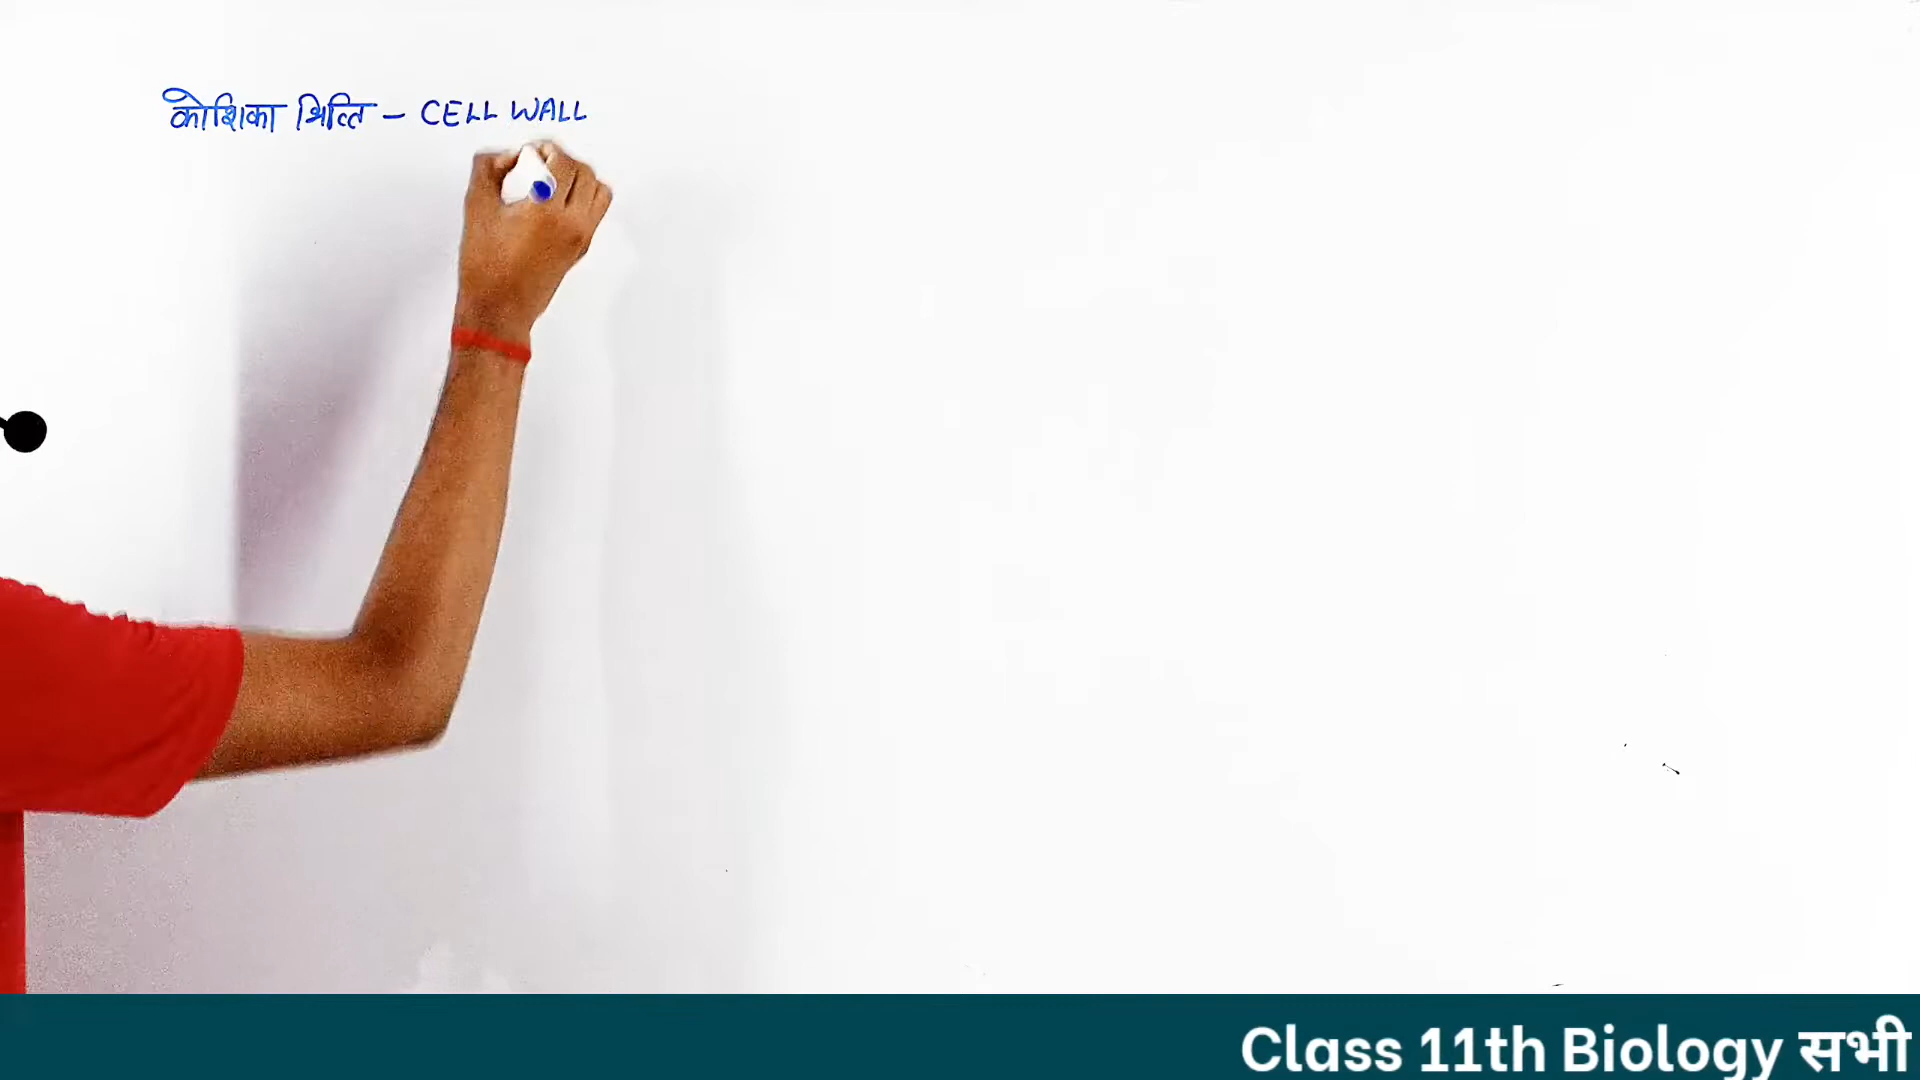 कोशिका भित्ति – CELL WALL
Class 11th Biology सभी